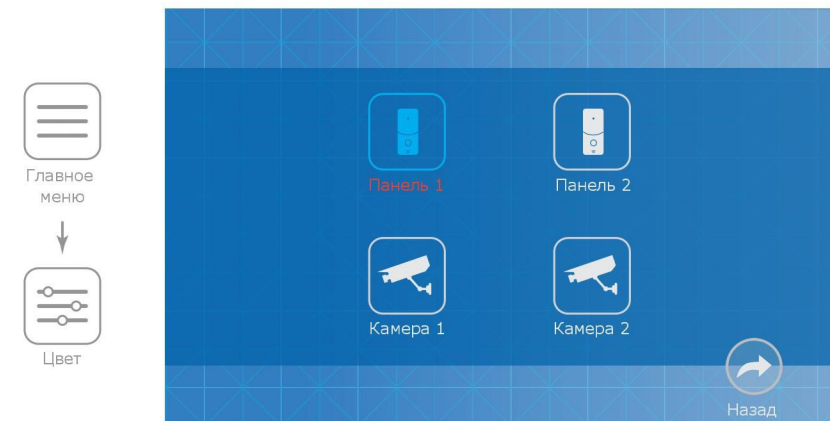 Главное
меню
Цвет
Панель 1
Панель 2
Камера 1
Камера 2
Назад